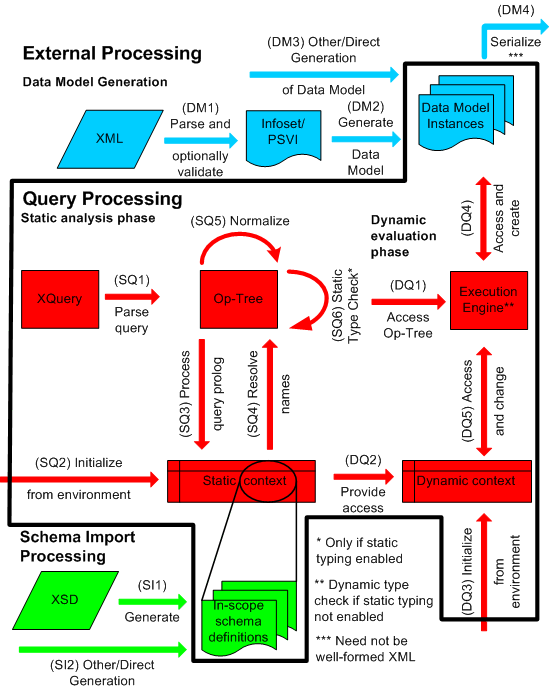 (DM4)
Serialize
***
External Processing
Data Model Generation
(DM3) Other/Direct
Generation
of Data Model
XML
(DM1)
Parse and
optionally
validate
Infoset/
PSVI
(DM2)
Generate
Data
Model
Data Model
Instances
Query Processing
Static analysis phase
(SQ5) Normalize
Dynamic
evaluation
phase
(DQ4)
Access and
create
XQuery
(SQ1)
Parse
query
Op-Tree
(SQ6) Static
Type Check*
(DQ1)
Access
Op-Tree
Execution
Engine**
(SQ3) Process
query prolog
(SQ4) Resolve
names
(DQ5) Access
and change
(SQ2) Initialize
from environment
Static context
(DQ2)
Provide
access
Dynamic context
Schema Import
Processing
XSD
(SI1)
Generate
In-scope
schema
definitions
(SI2) Other/Direct
Generation
* Only if static
typing enabled
** Dynamic type
check if static typing
not enabled
*** Need not be
well-formed XML
(DQ3) Initialize
from
environment